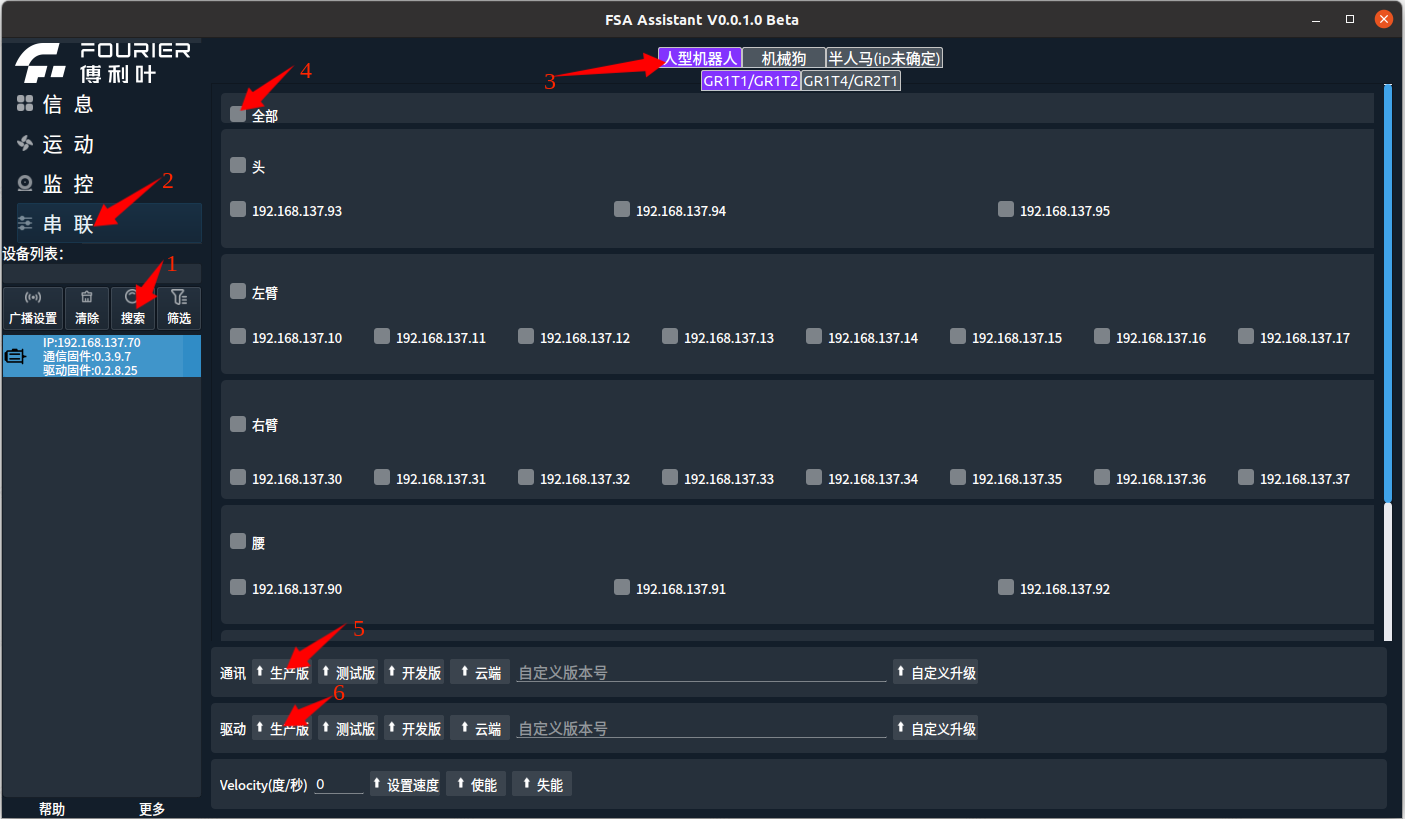 FSA Assistant V0.0.1.0 Beta
FOURIER
傅利叶
信 息
运 动
监 控
串 联
设备列表：
广播设置 清除 搜索 筛选
IP:192.168.137.70
通信固件:0.3.9.7
驱动固件:0.2.8.25
帮助 更多
1
2
3
4
人型机器人 机械狗 半人马(ip未确定)
GR1T1/GR1T2 GR1T4/GR2T1
全部
头
192.168.137.93 192.168.137.94 192.168.137.95
左臂
192.168.137.10 192.168.137.11 192.168.137.12 192.168.137.13 192.168.137.14 192.168.137.15 192.168.137.16 192.168.137.17
右臂
192.168.137.30 192.168.137.31 192.168.137.32 192.168.137.33 192.168.137.34 192.168.137.35 192.168.137.36 192.168.137.37
腰
192.168.137.90 192.168.137.91 192.168.137.92
5
通讯 生产版 测试版 开发版 云端 自定义版本号 自定义升级
6
驱动 生产版 测试版 开发版 云端 自定义版本号 自定义升级
Velocity(度/秒) 0 设置速度 使能 失能